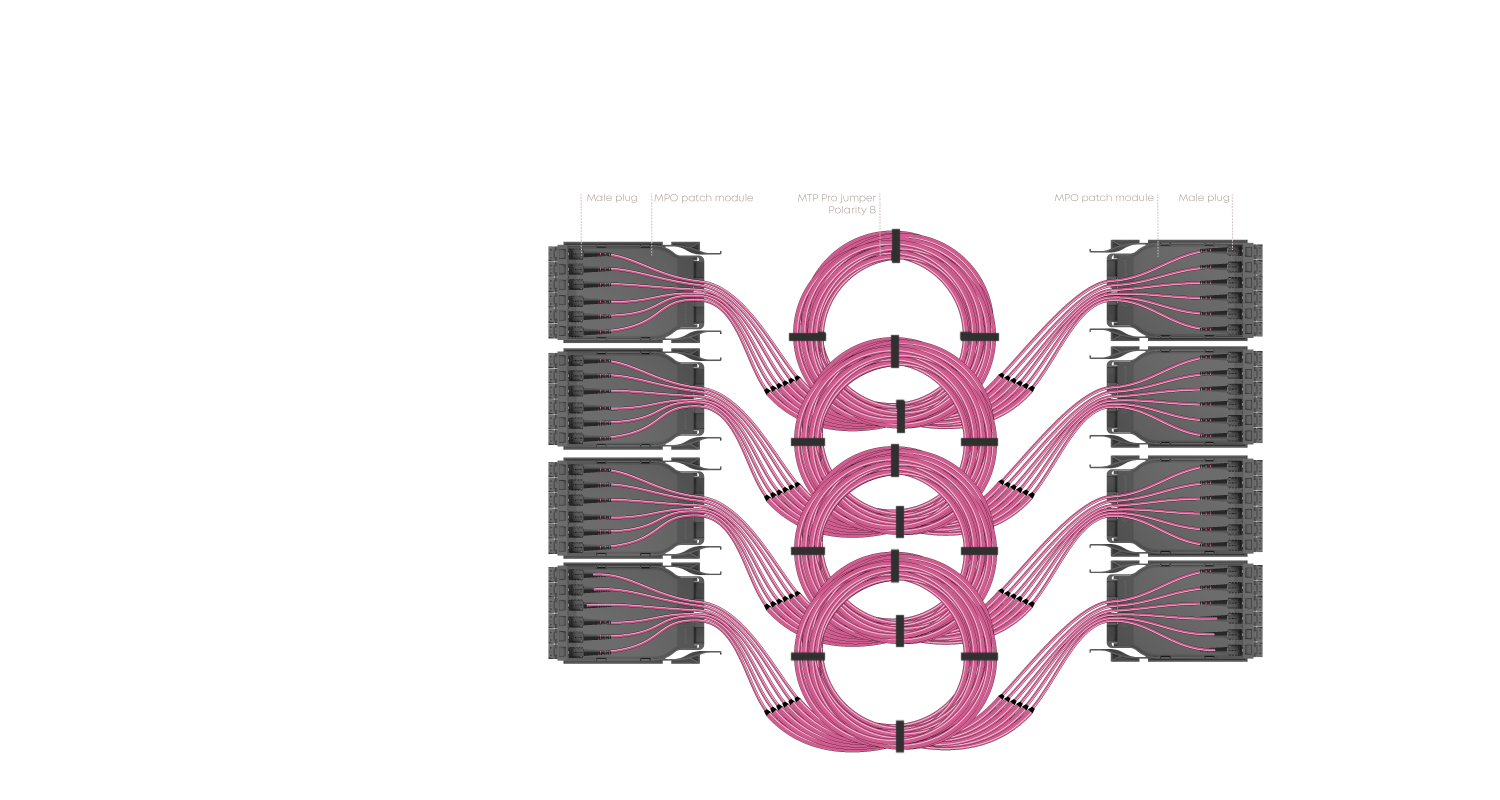 Male plug
MPO patch module
MTP Pro jumper
Polarity B
MPO patch module
Male plug